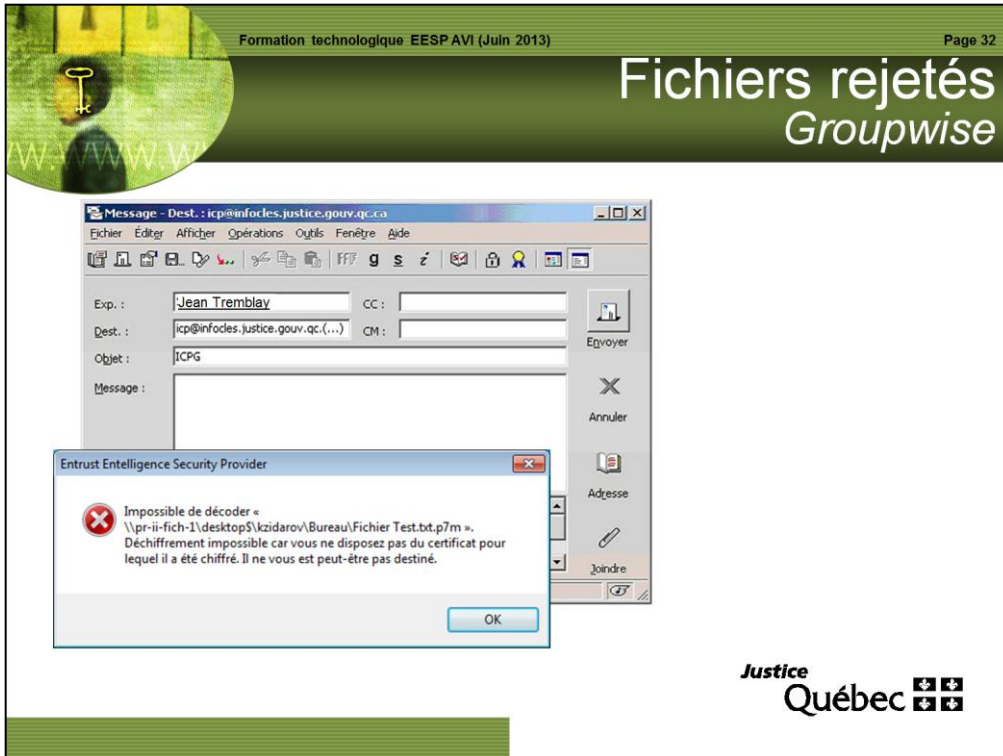 Formation technologique EESP AVI (Juin 2013)
Page 32
Fichiers rejetés
Groupwise
Message - Dest. : icp@infocles.justice.gouv.qc.ca
Fichier Éditer Afficher Opérations Outils Fenêtre Aide
g s i
Exp. : 'Jean Tremblay CC :
Dest. : icp@infocles.justice.gouv.qc.(...) CM :
Envoyer
Objet : ICPG
Message :
Annuler
Adresse
Joindre
Entrust Entelligence Security Provider
Impossible de décoder «
\\pr-ii-fich-1\desktop$\kzidarov\Bureau\Fichier Test.txt.p7m ».
Déchiffrement impossible car vous ne disposez pas du certificat pour
lequel il a été chiffré. Il ne vous est peut-être pas destiné.
OK
Justice
Québec